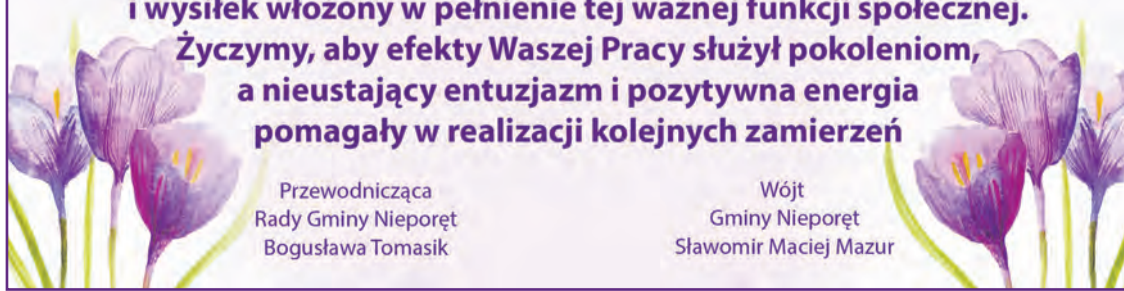 i wysiłek włożony w pełnienie tej ważnej funkcji społecznej.
Życzymy, aby efekty Waszej Pracy służył pokoleniom,
a nieustający entuzjazm i pozytywna energia
pomagały w realizacji kolejnych zamierzeń
Przewodnicząca
Rady Gminy Nieporęt
Bogusława Tomasik
Wójt
Gminy Nieporęt
Sławomir Maciej Mazur